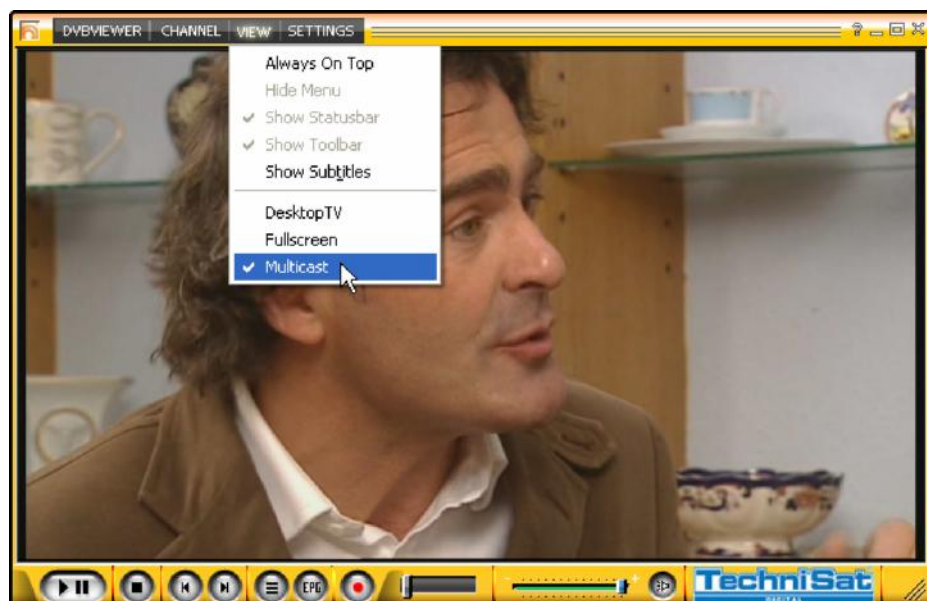 DVBVIEWER CHANNEL VIEW SETTINGS
Always On Top
Hide Menu
Show Statusbar
Show Toolbar
Show Subtitles
DesktopTV
Fullscreen
Multicast
EPG
TechniSat
DIGITAL